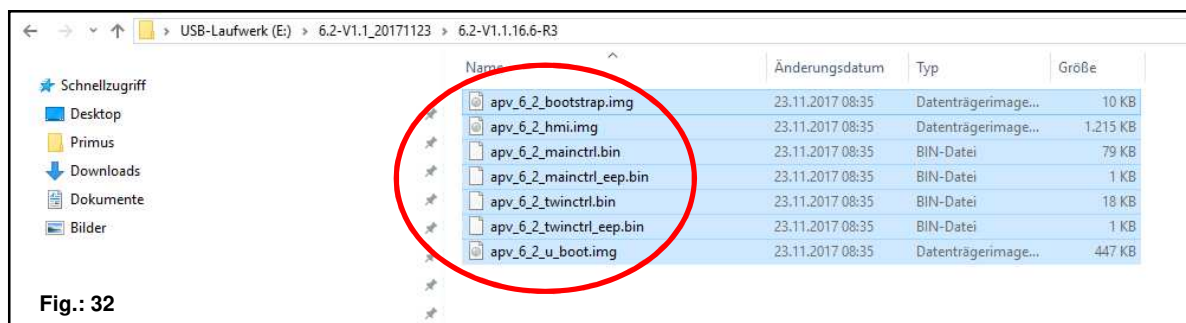 USB-Laufwerk (E:) > 6.2-V1.1_20171123 > 6.2-V1.1.16.6-R3
Name Änderungsdatum Typ Größe
Schnellzugriff
Desktop
Primus
Downloads
Dokumente
Bilder
apv_6_2_bootstrap.img 23.11.2017 08:35 Datenträgerimage... 10 KB
apv_6_2_hmi.img 23.11.2017 08:35 Datenträgerimage... 1.215 KB
apv_6_2_mainctrl.bin 23.11.2017 08:35 BIN-Datei 79 KB
apv_6_2_mainctrl_eep.bin 23.11.2017 08:35 BIN-Datei 1 KB
apv_6_2_twinctrl.bin 23.11.2017 08:35 BIN-Datei 18 KB
apv_6_2_twinctrl_eep.bin 23.11.2017 08:35 BIN-Datei 1 KB
apv_6_2_u_boot.img 23.11.2017 08:35 Datenträgerimage... 447 KB
Fig.: 32